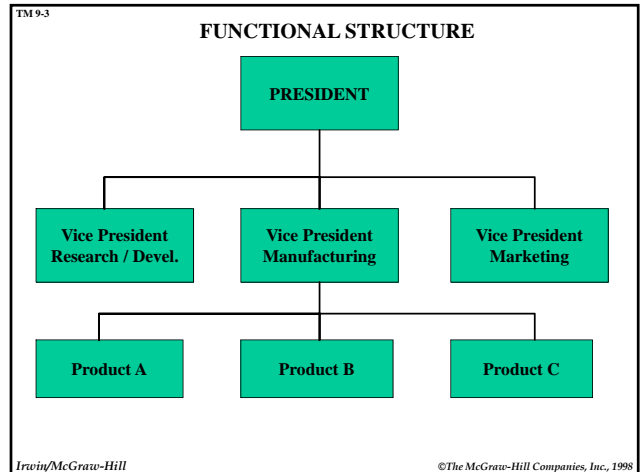 TM 9-3
FUNCTIONAL STRUCTURE
PRESIDENT
Vice President
Research / Devel.
Vice President
Manufacturing
Vice President
Marketing
Product A
Product B
Product C
Irwin/McGraw-Hill
©The McGraw-Hill Companies, Inc., 1998